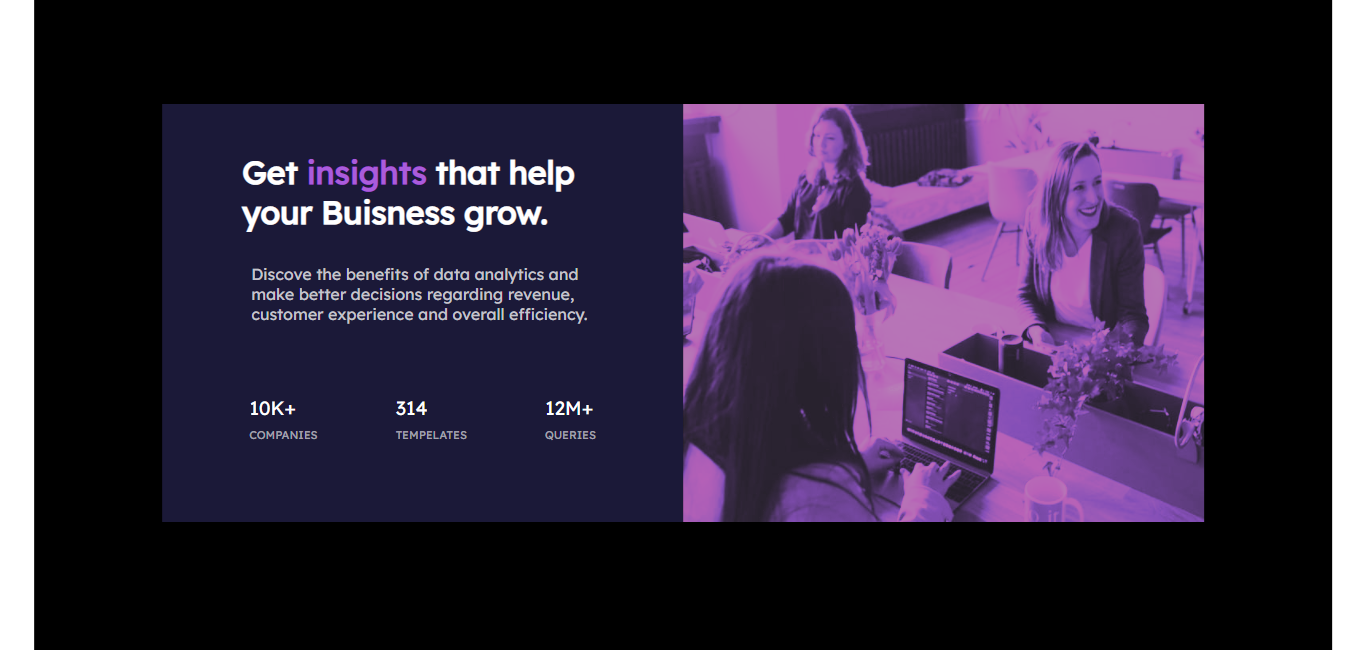 Get insights that help
your Buisness grow.
Discover the benefits of data analytics and
make better decisions regarding revenue,
customer experience and overall efficiency.
10K+ 314 12M+
COMPANIES TEMPELATES QUERIES